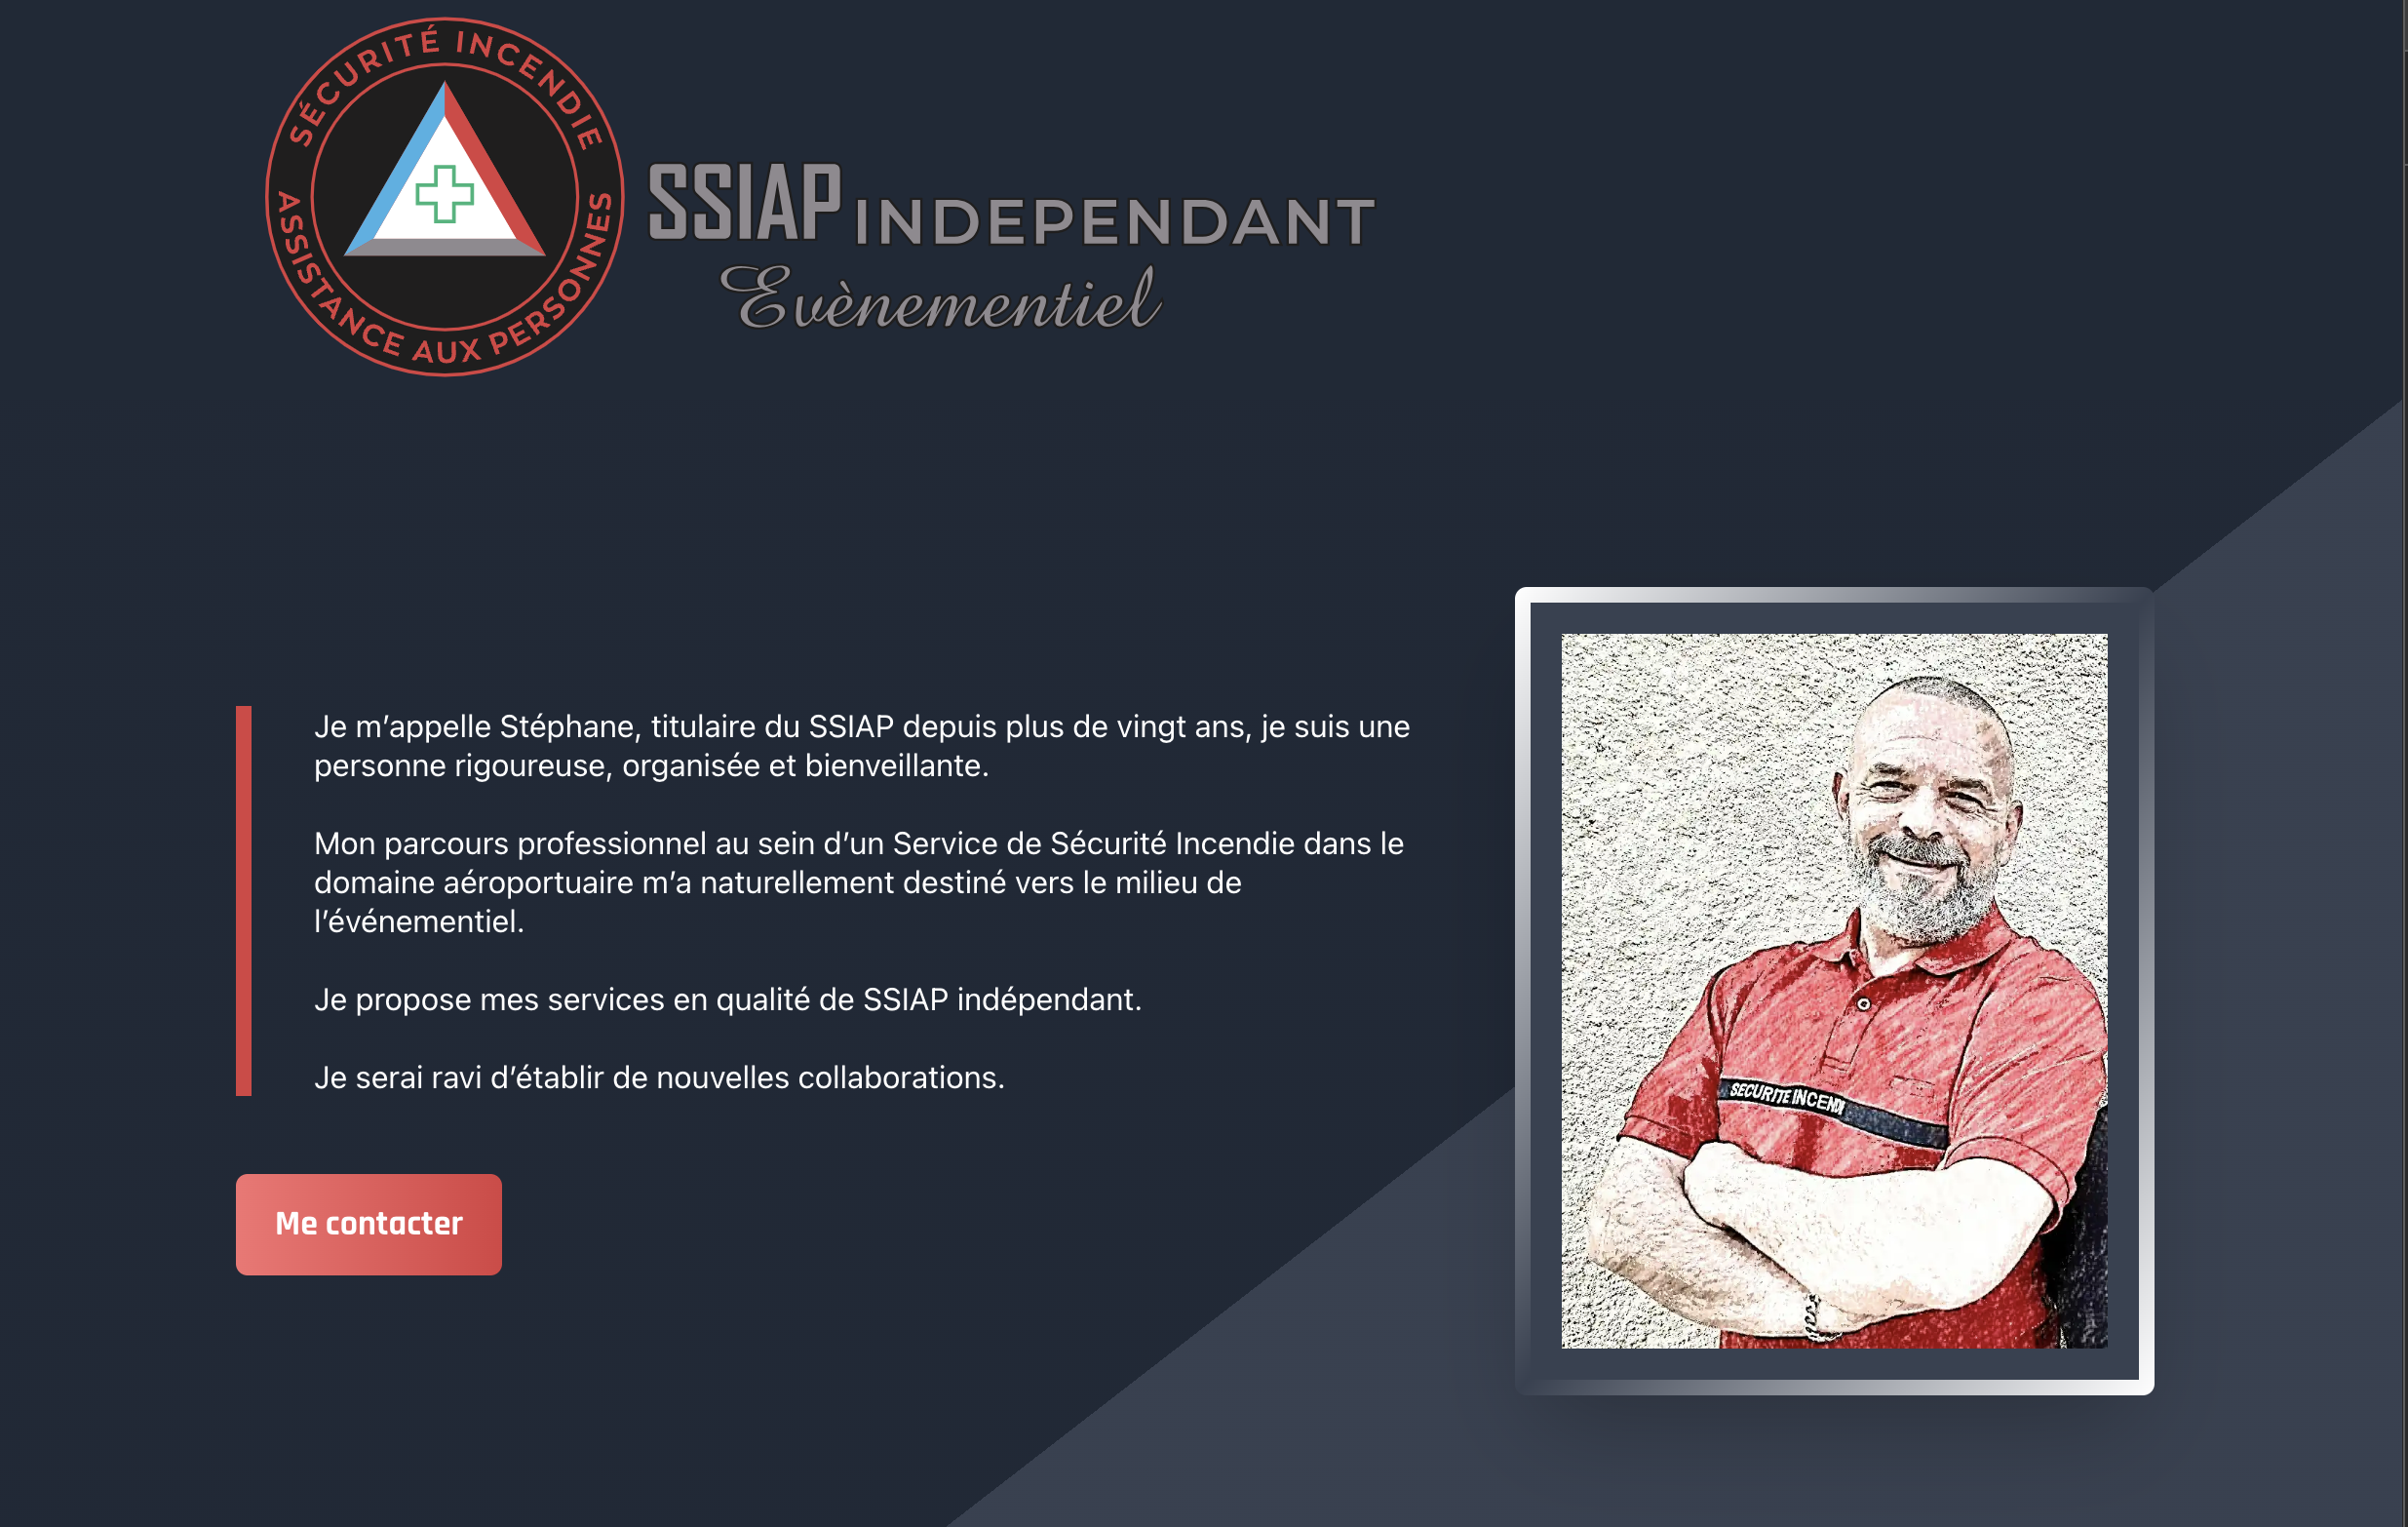 SÉCURITÉ INCENDIE
ASSISTANCE AUX PERSONNES
SSIAP INDEPENDANT
Evènementiel
Je m’appelle Stéphane, titulaire du SSIAP depuis plus de vingt ans, je suis une
personne rigoureuse, organisée et bienveillante.
Mon parcours professionnel au sein d’un Service de Sécurité Incendie dans le
domaine aéroportuaire m’a naturellement destiné vers le milieu de
l’événementiel.
Je propose mes services en qualité de SSIAP indépendant.
Je serai ravi d’établir de nouvelles collaborations.
Me contacter
SECURITE INCENDI